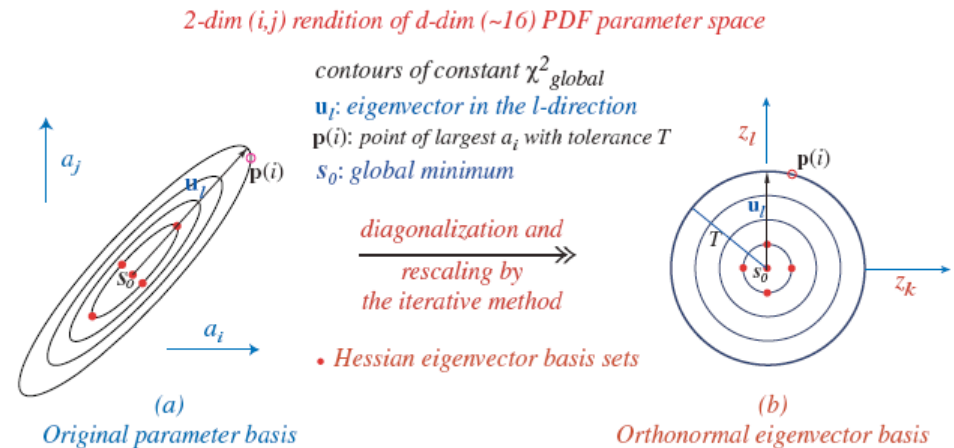 2-dim (i,j) rendition of d-dim (~16) PDF parameter space
contours of constant χ²global
uₗ: eigenvector in the l-direction
p(i): point of largest aᵢ with tolerance T
s₀: global minimum
aⱼ
p(i)
uₗ
s₀
aᵢ
diagonalization and
rescaling by
the iterative method
• Hessian eigenvector basis sets
zₗ
p(i)
uₗ
T
s₀
zₖ
(a)
Original parameter basis
(b)
Orthonormal eigenvector basis